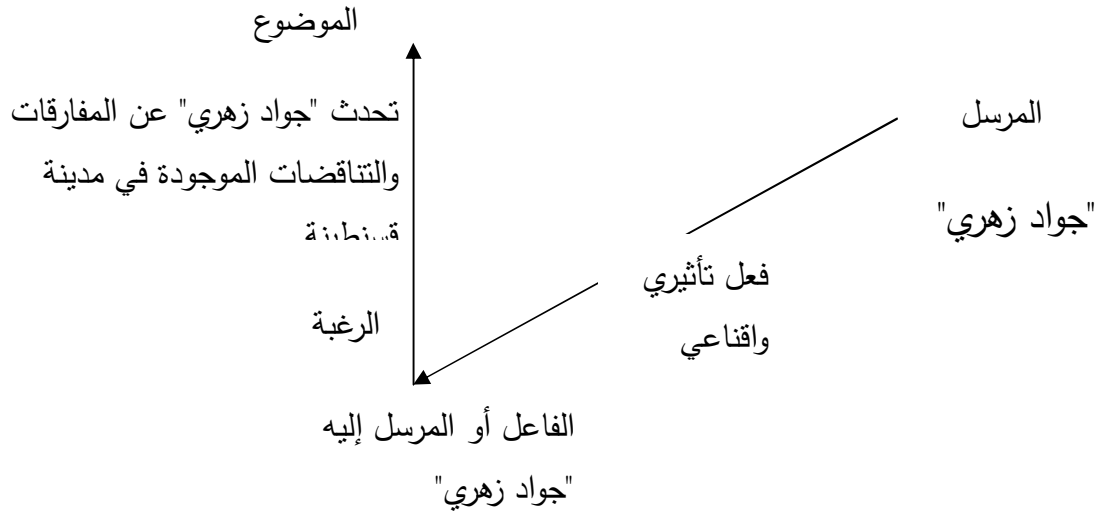 الموضوع
المرسل
تحدث "جواد زهري" عن المفارقات
والتناقضات الموجودة في مدينة
قسنطينة
"جواد زهري"
فعل تأثيري
واقناعي
الرغبة
الفاعل أو المرسل إليه
"جواد زهري"